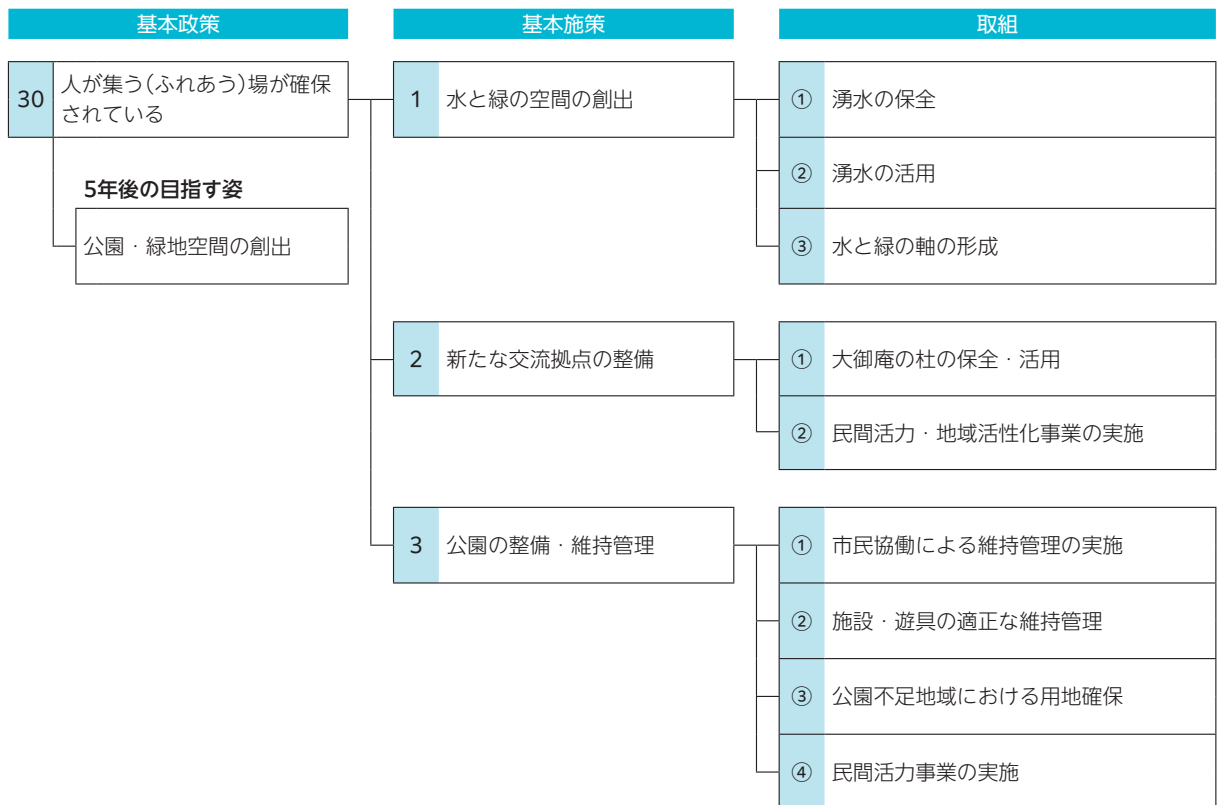 基本政策
基本施策
取組
30
人が集う(ふれあう)場が確保
されている
5年後の目指す姿
公園・緑地空間の創出
1 水と緑の空間の創出
① 湧水の保全
② 湧水の活用
③ 水と緑の軸の形成
2 新たな交流拠点の整備
① 大御庵の杜の保全・活用
② 民間活力・地域活性化事業の実施
3 公園の整備・維持管理
① 市民協働による維持管理の実施
② 施設・遊具の適正な維持管理
③ 公園不足地域における用地確保
④ 民間活力事業の実施